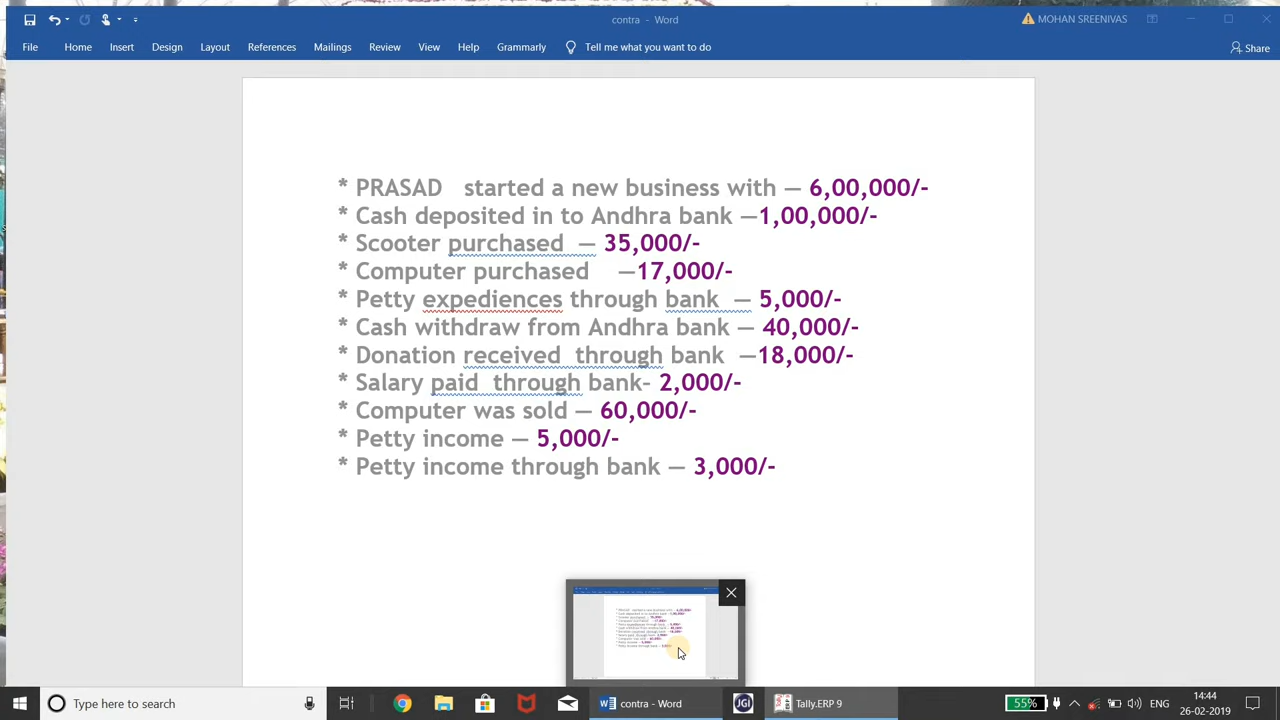 contra - Word
MOHAN SREENIVAS
File Home Insert Design Layout References Mailings Review View Help Grammarly Tell me what you want to do Share
* PRASAD started a new business with – 6,00,000/-
* Cash deposited in to Andhra bank –1,00,000/-
* Scooter purchased – 35,000/-
* Computer purchased –17,000/-
* Petty expediences through bank – 5,000/-
* Cash withdraw from Andhra bank – 40,000/-
* Donation received through bank –18,000/-
* Salary paid through bank- 2,000/-
* Computer was sold – 60,000/-
* Petty income – 5,000/-
* Petty income through bank – 3,000/-
Type here to search
contra - Word
JGI
Tally.ERP 9
55%
ENG
14:44
26-02-2019